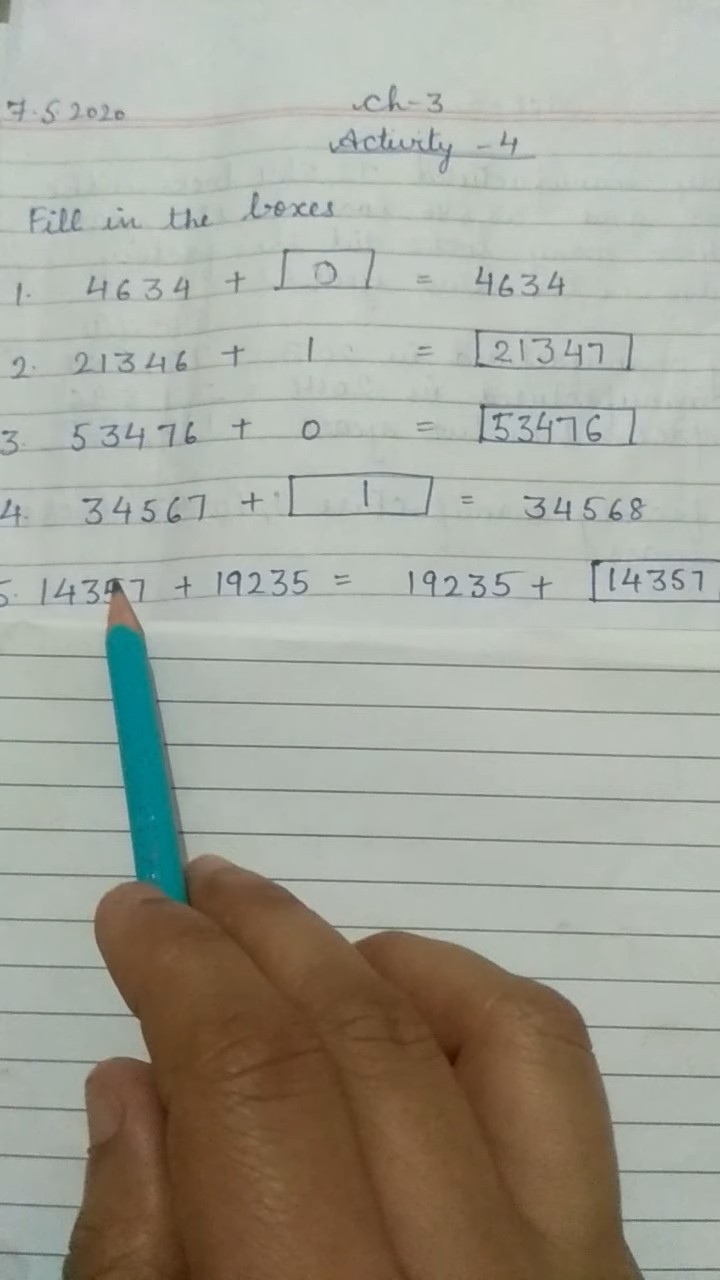 7.5.2020 Ch-3
Activity - 4
Fill in the boxes
1. 4634 + 0 = 4634
2. 21346 + 1 = 21347
3. 53476 + 0 = 53476
4. 34567 + 1 = 34568
5. 14357 + 19235 = 19235 + 14357